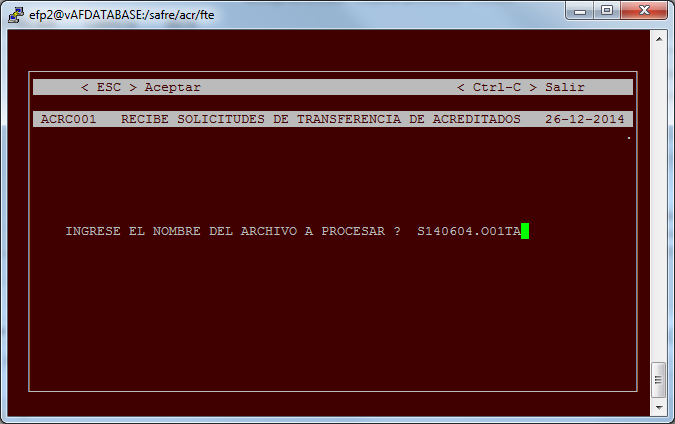 efp2@vAFDATABASE:/safre/acr/fte
< ESC > Aceptar < Ctrl-C > Salir
ACRC001 RECIBE SOLICITUDES DE TRANSFERENCIA DE ACREDITADOS 26-12-2014
.
INGRESE EL NOMBRE DEL ARCHIVO A PROCESAR ? S140604.O01TA